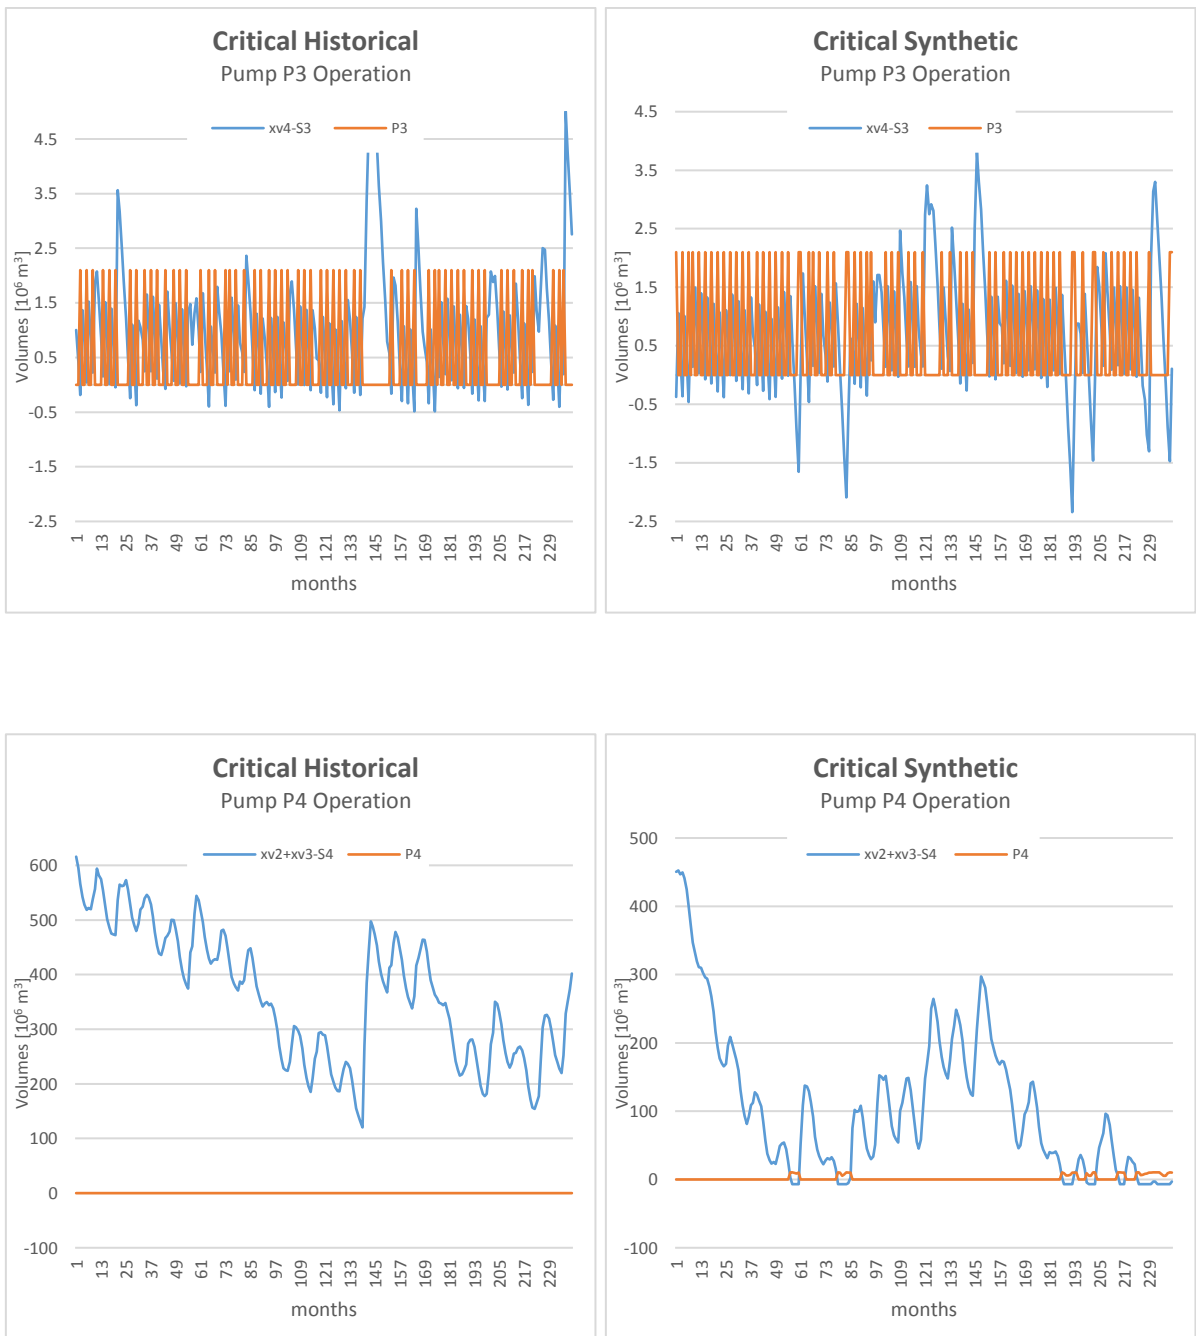 Critical Historical
Pump P3 Operation
xv4-S3
P3
Volumes [10⁶ m³]
4.5
3.5
2.5
1.5
0.5
-0.5
-1.5
-2.5
1 13 25 37 49 61 73 85 97 109 121 133 145 157 169 181 193 205 217 229
months
Critical Synthetic
Pump P3 Operation
xv4-S3
P3
Volumes [10⁶ m³]
4.5
3.5
2.5
1.5
0.5
-0.5
-1.5
-2.5
1 13 25 37 49 61 73 85 97 109 121 133 145 157 169 181 193 205 217 229
months
Critical Historical
Pump P4 Operation
xv2+xv3-S4
P4
Volumes [10⁶ m³]
600
500
400
300
200
100
0
-100
1 13 25 37 49 61 73 85 97 109 121 133 145 157 169 181 193 205 217 229
months
Critical Synthetic
Pump P4 Operation
xv2+xv3-S4
P4
Volumes [10⁶ m³]
500
400
300
200
100
0
-100
1 13 25 37 49 61 73 85 97 109 121 133 145 157 169 181 193 205 217 229
months